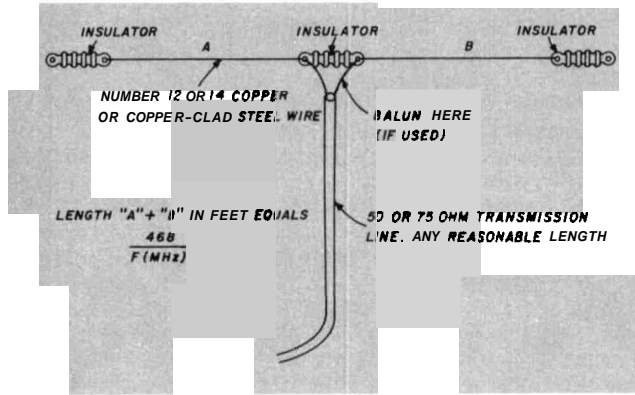 INSULATOR
INSULATOR
INSULATOR
A
B
NUMBER 12 OR 14 COPPER
OR COPPER-CLAD STEEL WIRE
BALUN HERE
(IF USED)
LENGTH "A" + "B" IN FEET EQUALS
468
F (MHz)
50 OR 75 OHM TRANSMISSION
LINE. ANY REASONABLE LENGTH